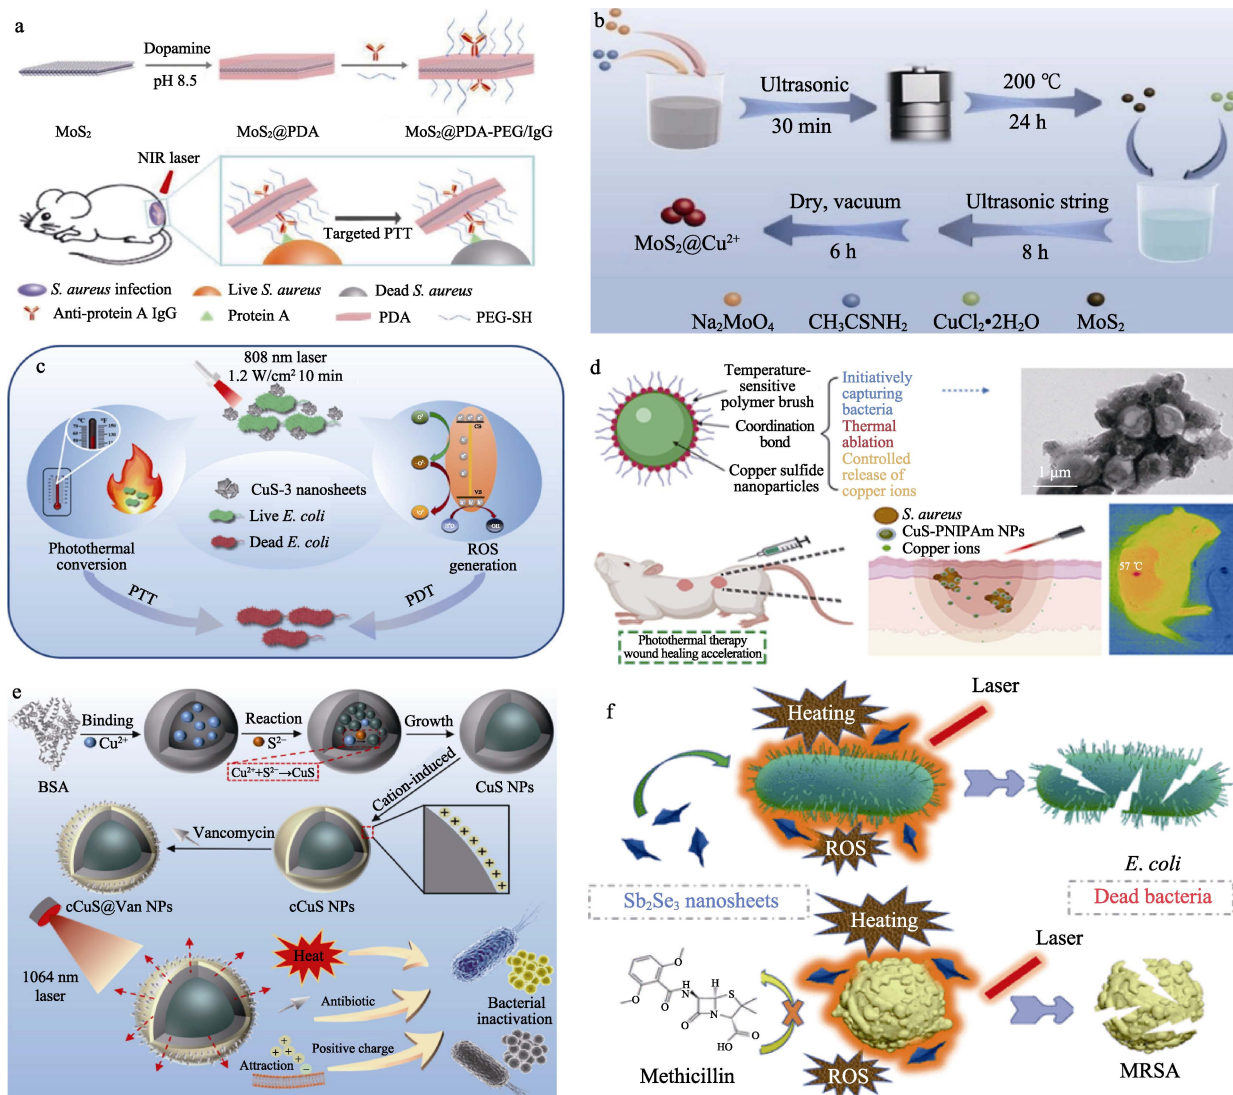 a
Dopamine
pH 8.5
MoS₂
MoS₂@PDA
MoS₂@PDA-PEG/IgG
NIR laser
Targeted PTT
S. aureus infection
Live S. aureus
Dead S. aureus
Anti-protein A IgG
Protein A
PDA
PEG-SH
b
Ultrasonic
30 min
200 ℃
24 h
Dry, vacuum
6 h
Ultrasonic string
8 h
MoS₂@Cu²⁺
Na₂MoO₄
CH₃CSNH₂
CuCl₂•2H₂O
MoS₂
c
808 nm laser
1.2 W/cm² 10 min
℃
℉
CB
VB
H₂O
·OH
CuS-3 nanosheets
Live E. coli
Dead E. coli
Photothermal
conversion
ROS
generation
PTT
PDT
d
Temperature-
sensitive
polymer brush
Coordination
bond
Copper sulfide
nanoparticles
Initiatively
capturing
bacteria
Thermal
ablation
Controlled
release of
copper ions
1 μm
S. aureus
CuS-PNIPAm NPs
Copper ions
57 ℃
Photothermal therapy
wound healing acceleration
e
BSA
Binding
Cu²⁺
Reaction
S²⁻
Growth
Cu²⁺+S²⁻→CuS
CuS NPs
Cation-induced
Vancomycin
cCuS@Van NPs
cCuS NPs
1064 nm
laser
Heat
Antibiotic
Positive charge
Attraction
Bacterial
inactivation
f
Heating
Laser
ROS
E. coli
Sb₂Se₃ nanosheets
Dead bacteria
Heating
Laser
O
O
O
NH
H
S
N
O
O
HO
ROS
Methicillin
MRSA